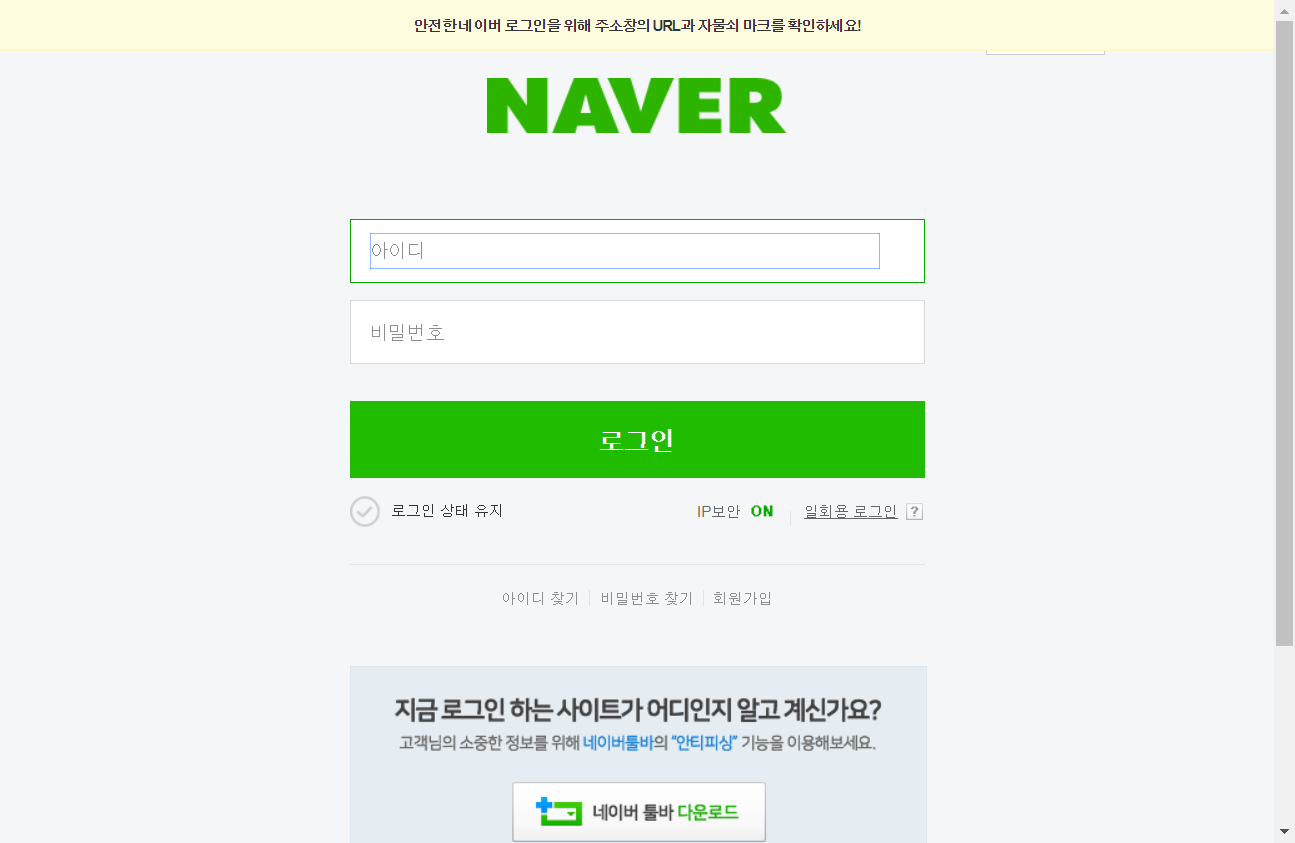 안전한 네이버 로그인을 위해 주소창의 URL과 자물쇠 마크를 확인하세요!
NAVER
아이디
비밀번호
로그인
로그인 상태 유지
IP보안 ON
일회용 로그인 ?
아이디 찾기
비밀번호 찾기
회원가입
지금 로그인 하는 사이트가 어디인지 알고 계신가요?
고객님의 소중한 정보를 위해 네이버툴바의 "안티피싱" 기능을 이용해보세요.
네이버 툴바 다운로드